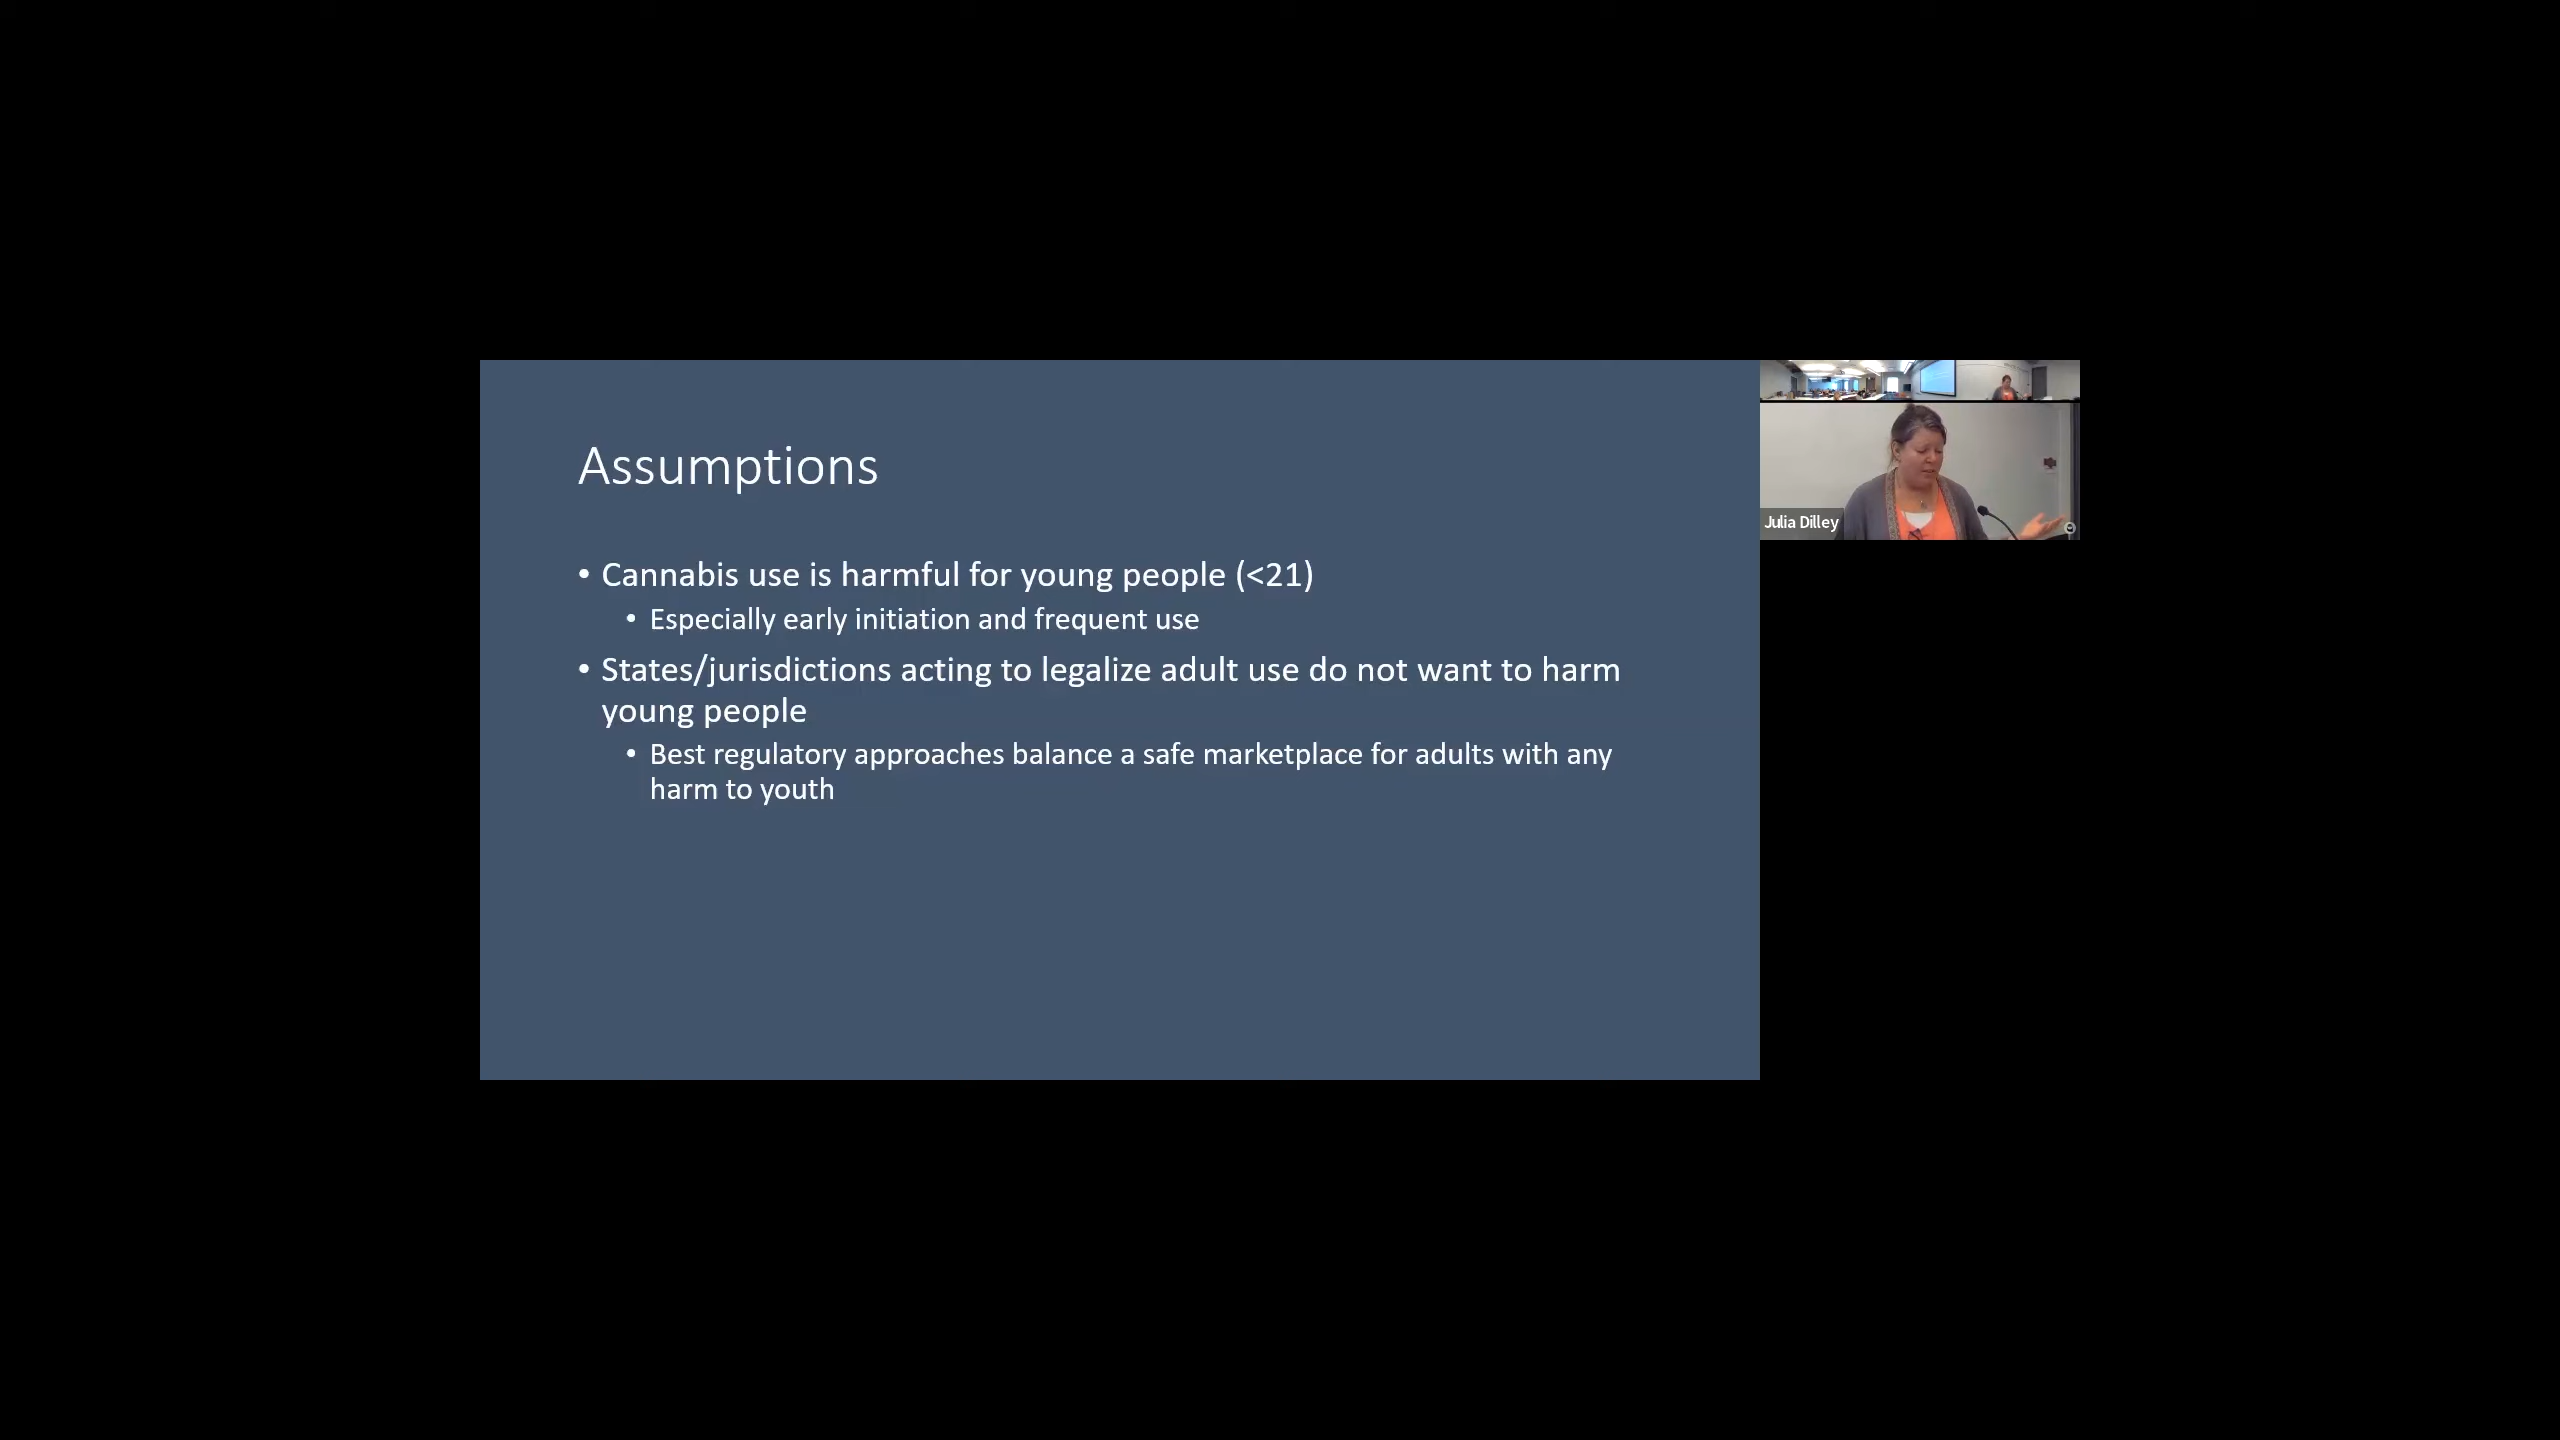 Assumptions
• Cannabis use is harmful for young people (<21)
• Especially early initiation and frequent use
• States/jurisdictions acting to legalize adult use do not want to harm
young people
• Best regulatory approaches balance a safe marketplace for adults with any
harm to youth
Julia Dilley